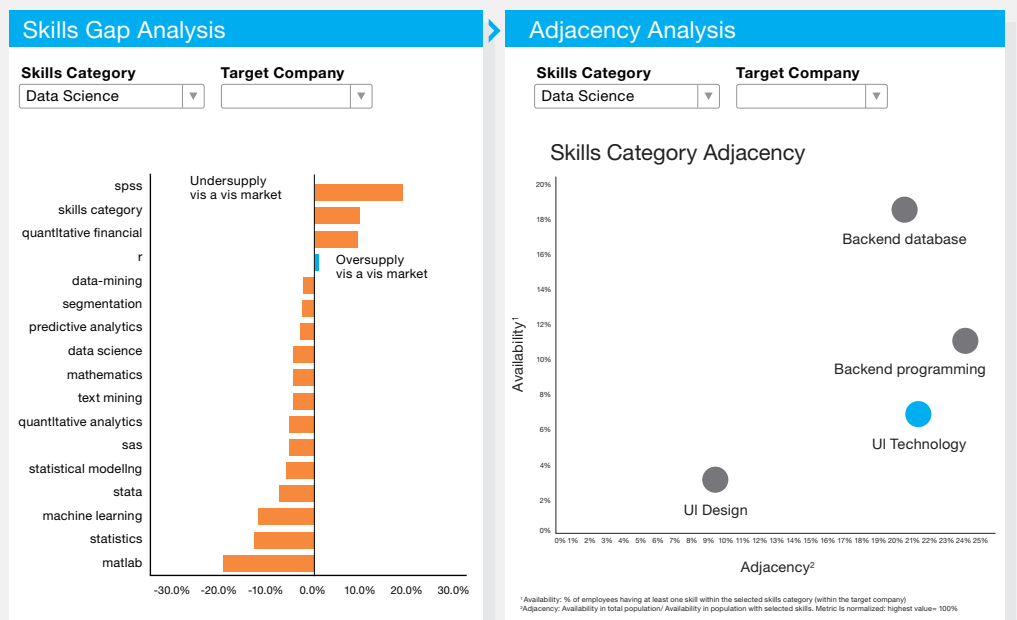 Skills Gap Analysis
Skills Category
Target Company
Data Science
Undersupply
vis a vis market
Oversupply
vis a vis market
spss
skills category
quantItative financial
r
data-mining
segmentation
predictive analytics
data science
mathematics
text mining
quantItative analytics
sas
statistical modelIng
stata
machine learning
statistics
matlab
-30.0% -20.0% -10.0% 0.0% 10.0% 20.0% 30.0%
Adjacency Analysis
Skills Category
Target Company
Data Science
Skills Category Adjacency
20%
18%
16%
14%
12%
10%
8%
6%
4%
2%
0%
Availability¹
Backend database
Backend programming
UI Technology
UI Design
0% 1% 2% 3% 4% 5% 6% 7% 8% 9% 10% 11% 12% 13% 14% 15% 16% 17% 18% 19% 20% 21% 22% 23% 24% 25%
Adjacency²
¹Availability: % of employees having at least one skill within the selected skills category (within the target company)
²Adjacency: Availability in total population/ Availability in population with selected skills. Metric Is normalized: highest value= 100%